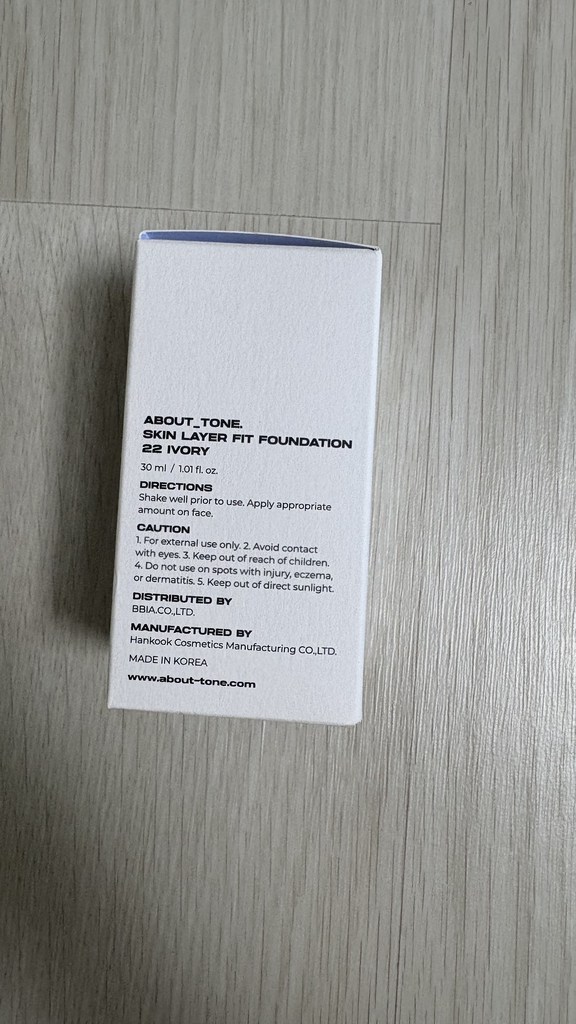 ABOUT_TONE.
SKIN LAYER FIT FOUNDATION
22 IVORY
30 ml / 1.01 fl. oz.
DIRECTIONS
Shake well prior to use. Apply appropriate
amount on face.
CAUTION
1. For external use only. 2. Avoid contact
with eyes. 3. Keep out of reach of children.
4. Do not use on spots with injury, eczema,
or dermatitis. 5. Keep out of direct sunlight.
DISTRIBUTED BY
BBIA.CO.,LTD.
MANUFACTURED BY
Hankook Cosmetics Manufacturing CO.,LTD.
MADE IN KOREA
www.about-tone.com